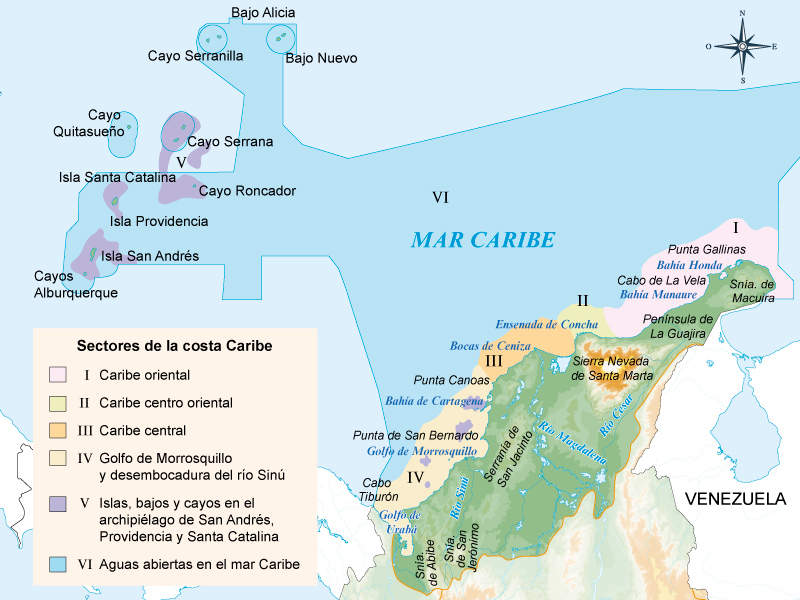 Bajo Alicia
Cayo Serranilla
Bajo Nuevo
N
O
E
S
Cayo
Quitasueño
Cayo Serrana
V
Isla Santa Catalina
Cayo Roncador
Isla Providencia
Isla San Andrés
Cayos
Alburquerque
VI
MAR CARIBE
I
Punta Gallinas
Bahía Honda
Cabo de La Vela
Bahía Manaure
Snía. de
Macuira
Península de
La Guajira
II
Ensenada de Concha
Bocas de Ceniza
III
Sierra Nevada
de Santa Marta
Punta Canoas
Bahía de Cartagena
Río Cesar
Río Magdalena
Punta de San Bernardo
Golfo de Morrosquillo
Serranía de
San Jacinto
IV
Cabo
Tiburón
Río Sinú
Golfo de
Urabá
Snía.
de Abibe
Snía.
de San
Jerónimo
VENEZUELA
Sectores de la costa Caribe
I Caribe oriental
II Caribe centro oriental
III Caribe central
IV Golfo de Morrosquillo
y desembocadura del río Sinú
V Islas, bajos y cayos en el
archipiélago de San Andrés,
Providencia y Santa Catalina
VI Aguas abiertas en el mar Caribe